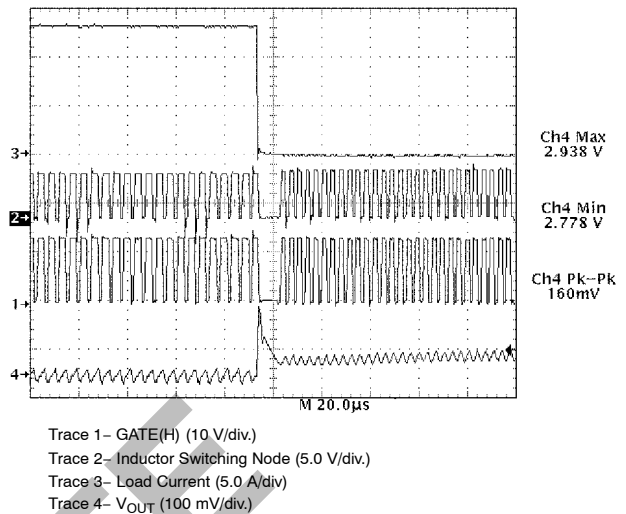 3→
Ch4 Max
2.938 V
2→
Ch4 Min
2.778 V
Ch4 Pk–Pk
160mV
1→
4→
M 20.0µs
Trace 1– GATE(H) (10 V/div.)
Trace 2– Inductor Switching Node (5.0 V/div.)
Trace 3– Load Current (5.0 A/div)
Trace 4– VOUT (100 mV/div.)